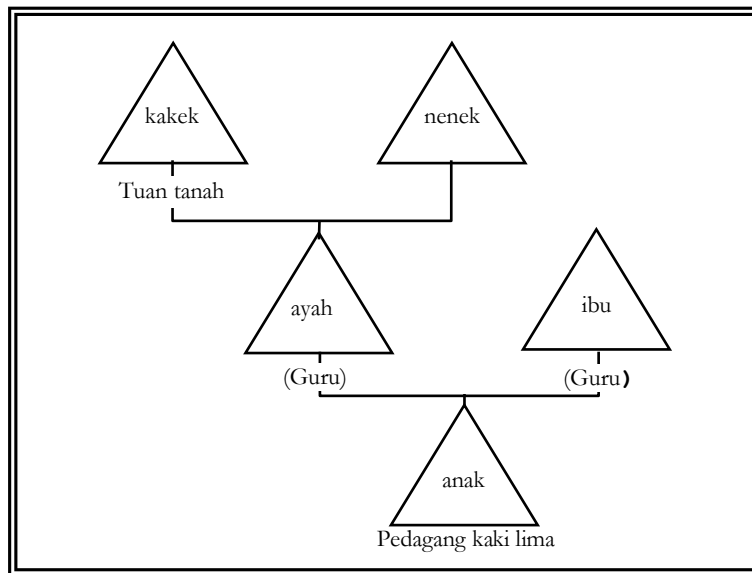 kakek
nenek
Tuan tanah
ayah
ibu
(Guru)
(Guru)
anak
Pedagang kaki lima